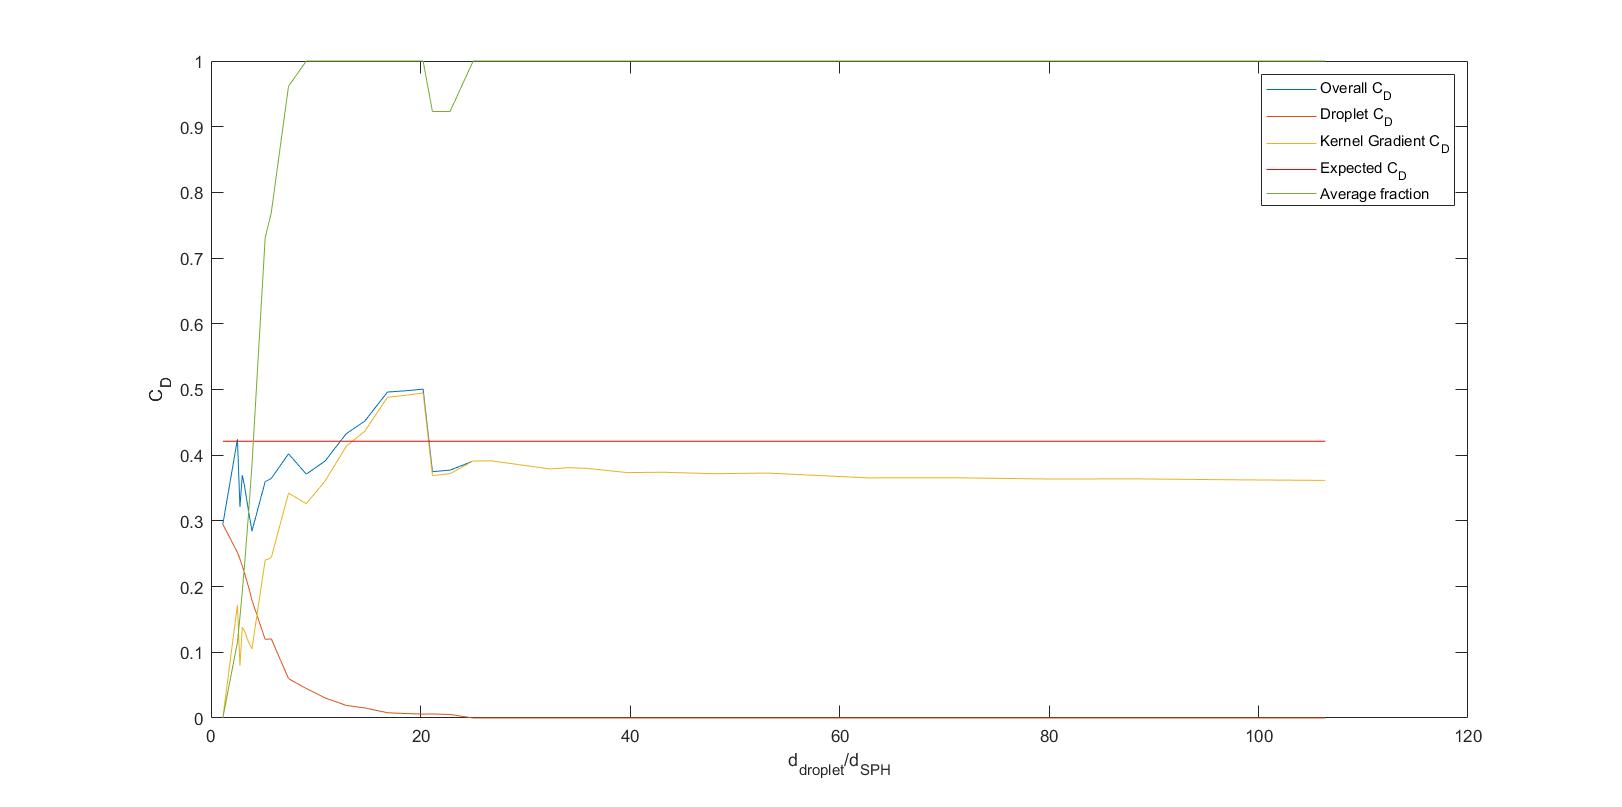 1
0.9
0.8
0.7
0.6
0.5
0.4
0.3
0.2
0.1
0
C_D
0 20 40 60 80 100 120
d_droplet/d_SPH
Overall C_D
Droplet C_D
Kernel Gradient C_D
Expected C_D
Average fraction